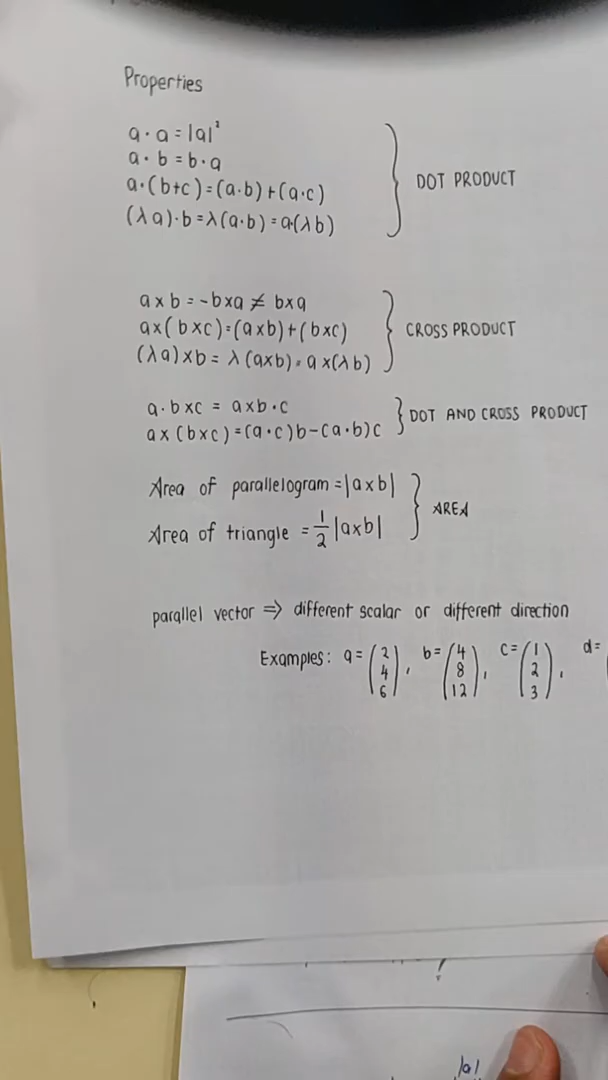 Properties
a · a = |a|²
a · b = b · a
a · (b+c) = (a·b) + (a·c)
(λa)·b = λ(a·b) = a·(λb)
DOT PRODUCT
a x b = -b x a ≠ b x a
a x (b x c) = (a x b) + (b x c)
(λa) x b = λ(a x b) = a x (λb)
CROSS PRODUCT
a · b x c = a x b · c
a x (b x c) = (a · c)b - (a · b)c
DOT AND CROSS PRODUCT
Area of parallelogram = |a x b|
Area of triangle = 1/2 |a x b|
AREA
parallel vector ⇒ different scalar or different direction
Examples: a = (2 4 6), b = (4 8 12), c = (1 2 3), d =
|a|